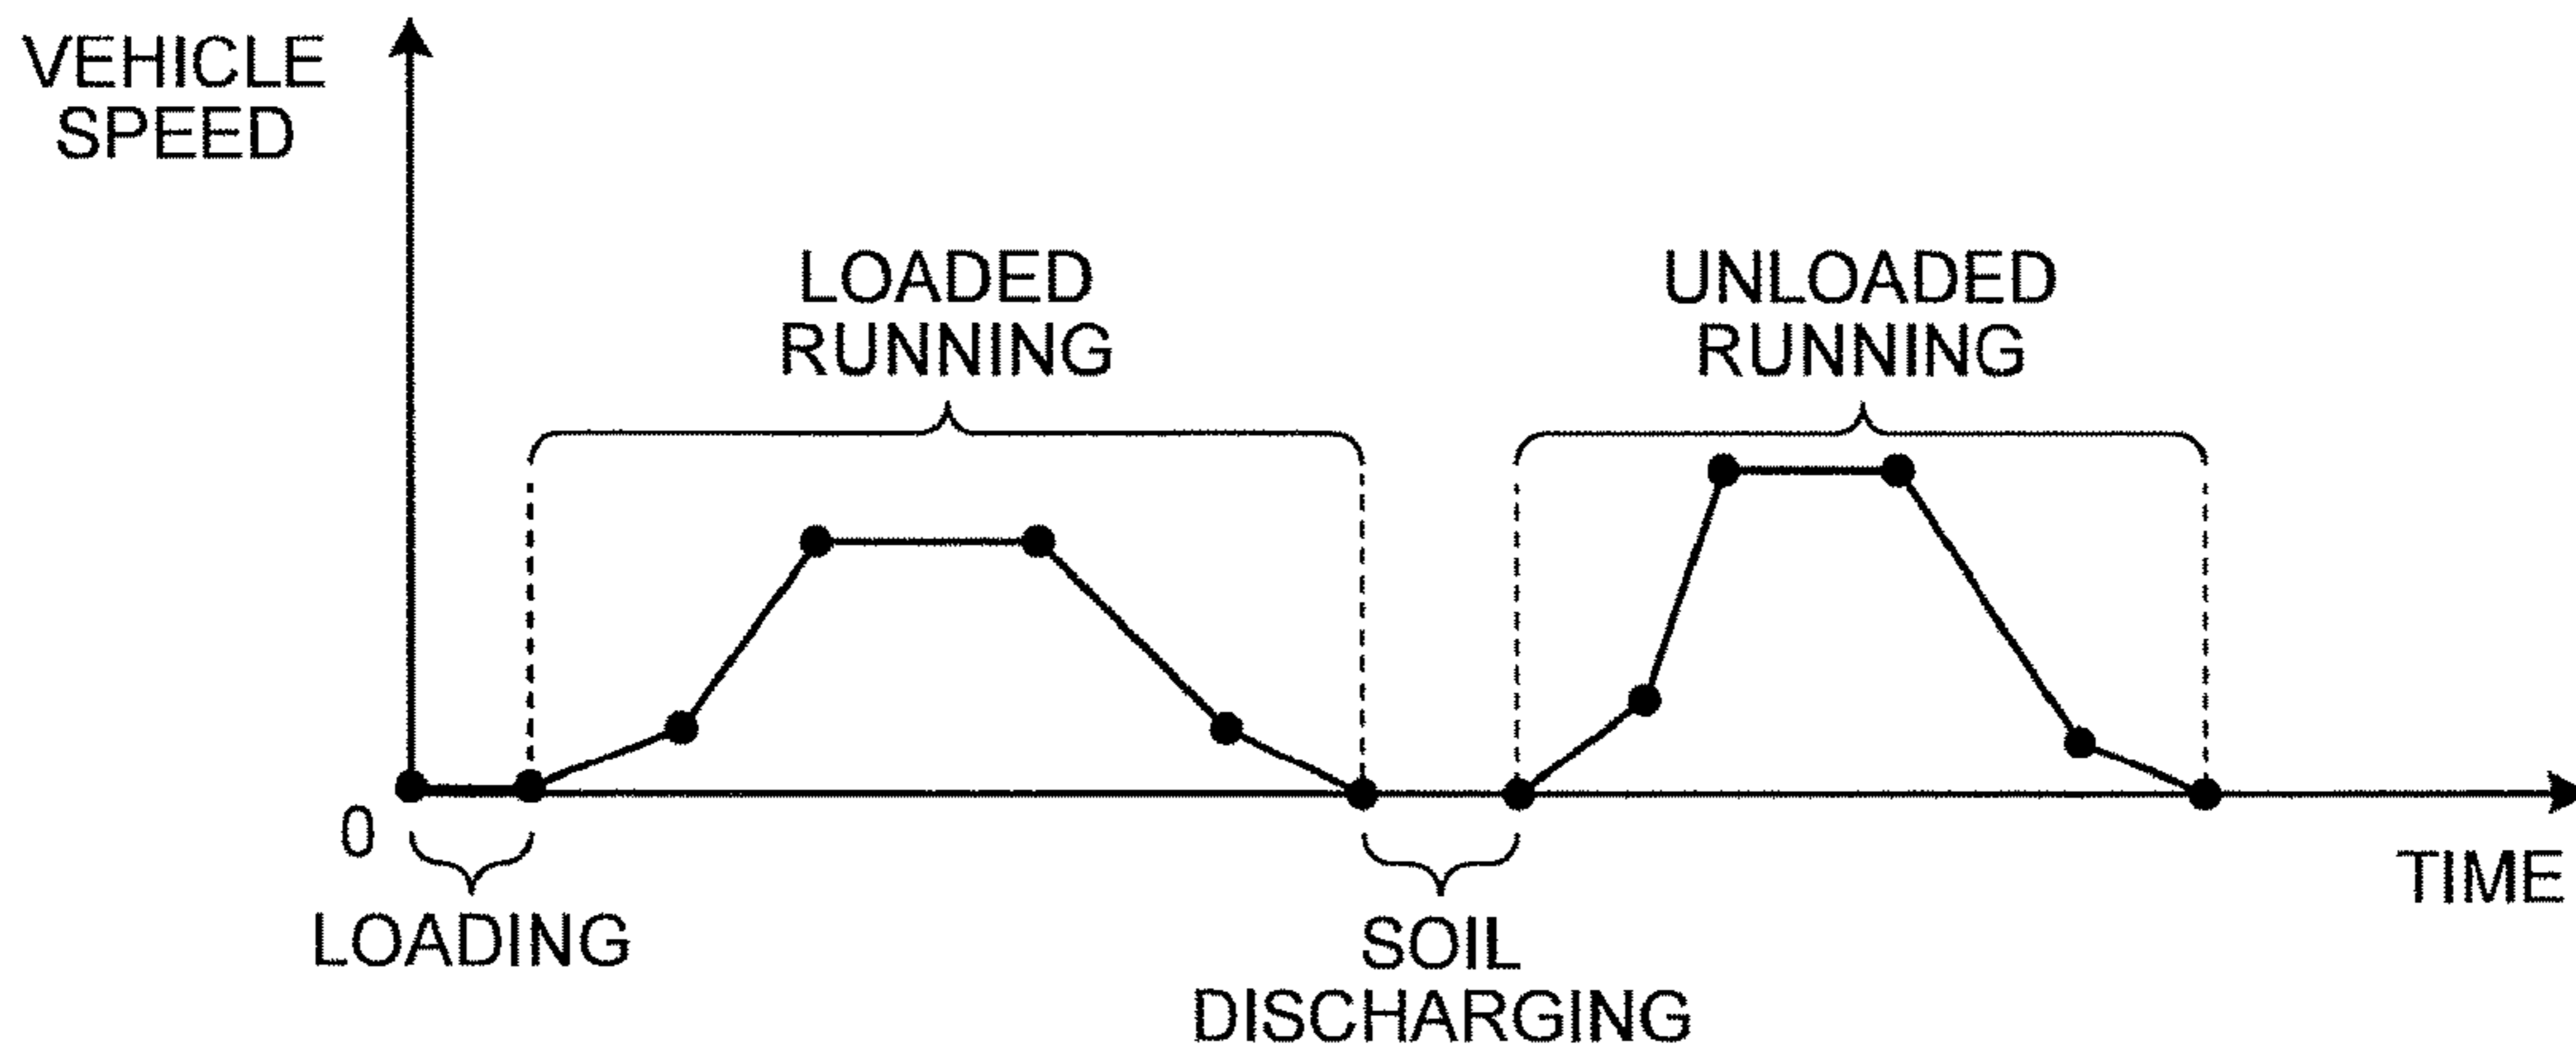 VEHICLE
SPEED
LOADED
RUNNING
UNLOADED
RUNNING
0
TIME
LOADING
SOIL
DISCHARGING